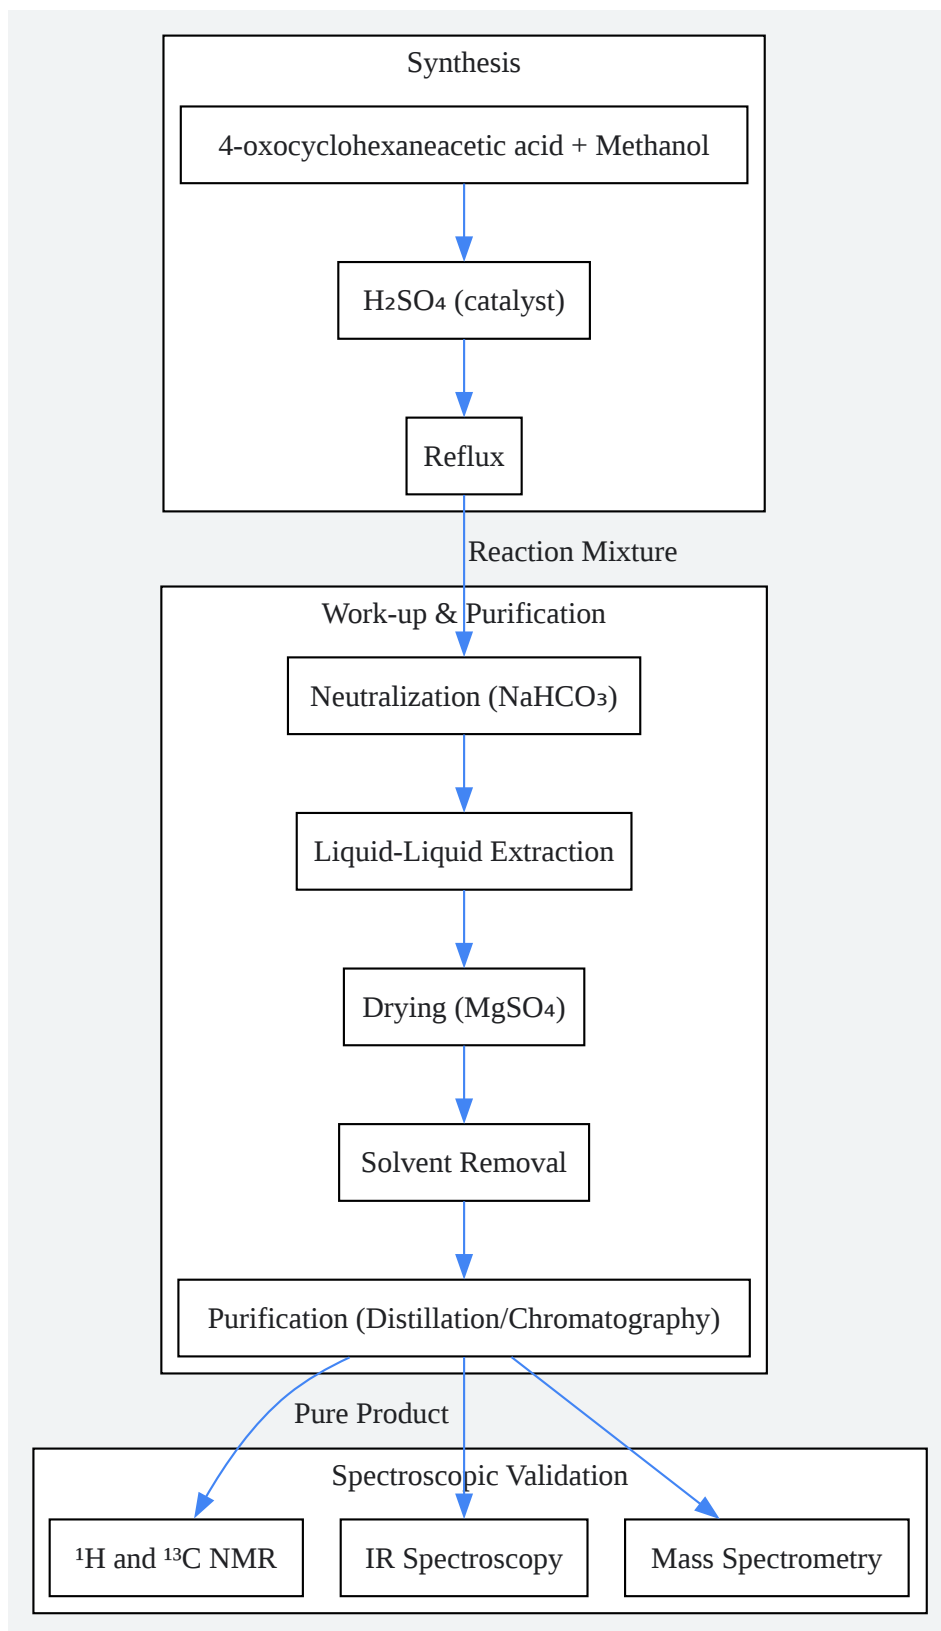 Synthesis
4-oxocyclohexaneacetic acid + Methanol
H₂SO₄ (catalyst)
Reflux
Reaction Mixture
Work-up & Purification
Neutralization (NaHCO₃)
Liquid-Liquid Extraction
Drying (MgSO₄)
Solvent Removal
Purification (Distillation/Chromatography)
Pure Product
Spectroscopic Validation
¹H and ¹³C NMR
IR Spectroscopy
Mass Spectrometry